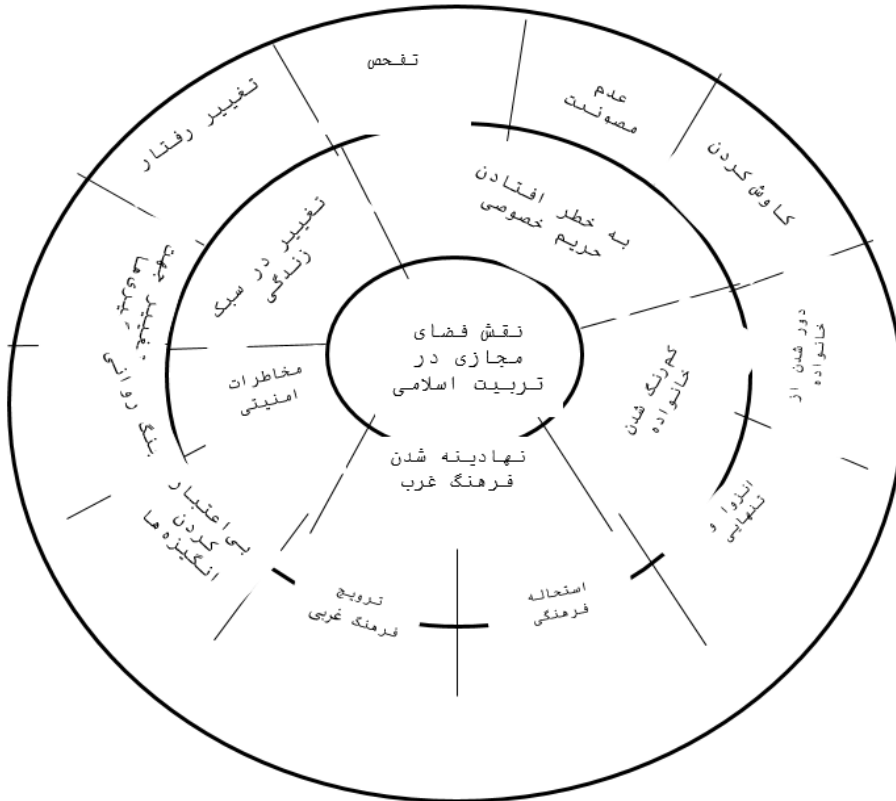 نقش فضای
مجازی در
تربیت اسلامی
به خطر افتادن
حریم خصوصی
کم‌رنگ شدن
خانواده
نهادینه شدن
فرهنگ غرب
مخاطرات
امنیتی
تغییر در سبک
زندگی
تفحص
عدم
مصونیت
کاوش کردن
دور شدن از
خانواده
انزوا و
تنهایی
استحاله
فرهنگی
ترویج
فرهنگ غربی
بی‌اعتبار
کردن
انگیزه‌ها
روانی
تغییر جهت
تغییر رفتار